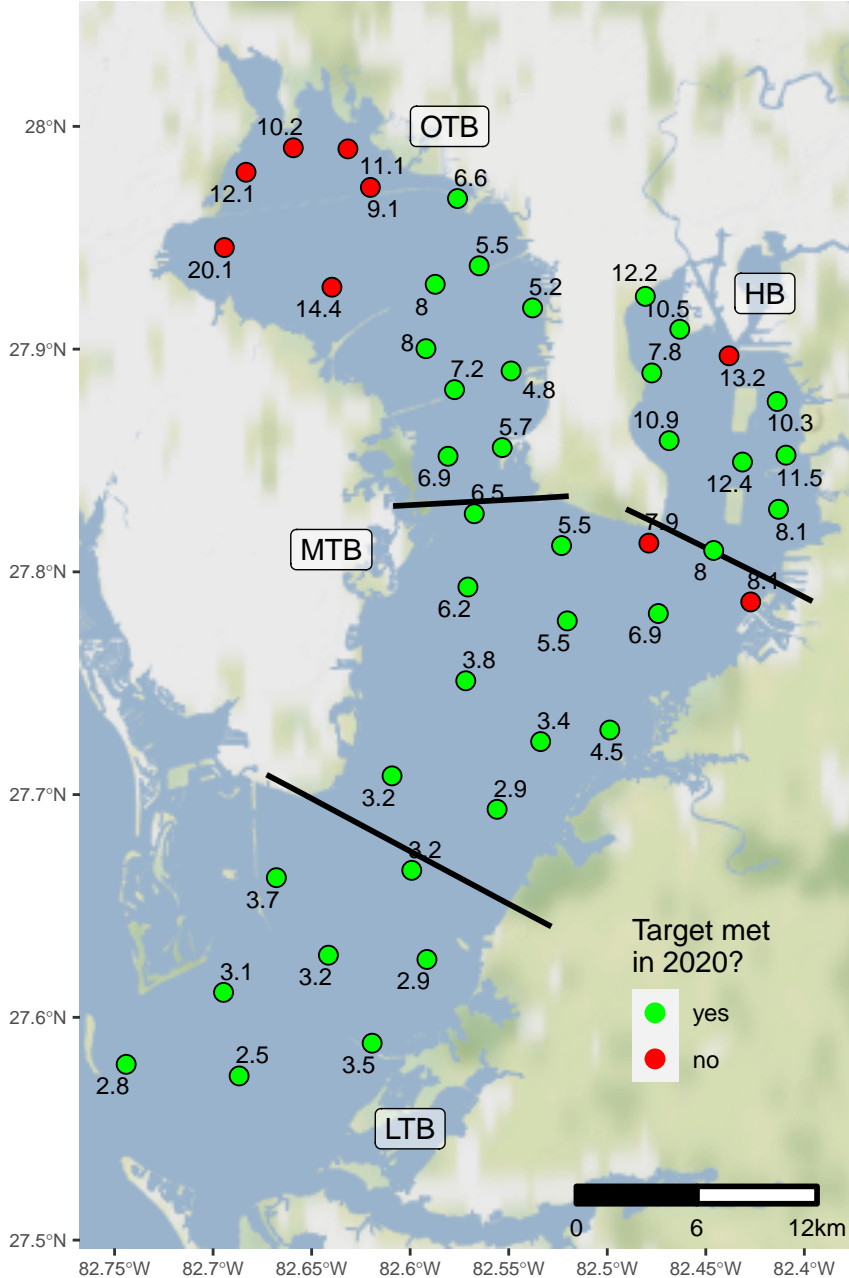 28°N
10.2
OTB
11.1
12.1
9.1
6.6
20.1
5.5
14.4
8
5.2
12.2
HB
10.5
27.9°N
8
7.2
4.8
7.8
13.2
10.3
6.9
5.7
10.9
12.4
11.5
6.5
MTB
5.5
7.9
8.1
8
8.1
27.8°N
6.2
5.5
6.9
3.8
3.4
4.5
27.7°N
3.2
2.9
3.2
3.7
Target met
in 2020?
3.1
3.2
2.9
yes
27.6°N
no
2.8
2.5
3.5
LTB
0
6
12km
27.5°N
82.75°W
82.7°W
82.65°W
82.6°W
82.55°W
82.5°W
82.45°W
82.4°W